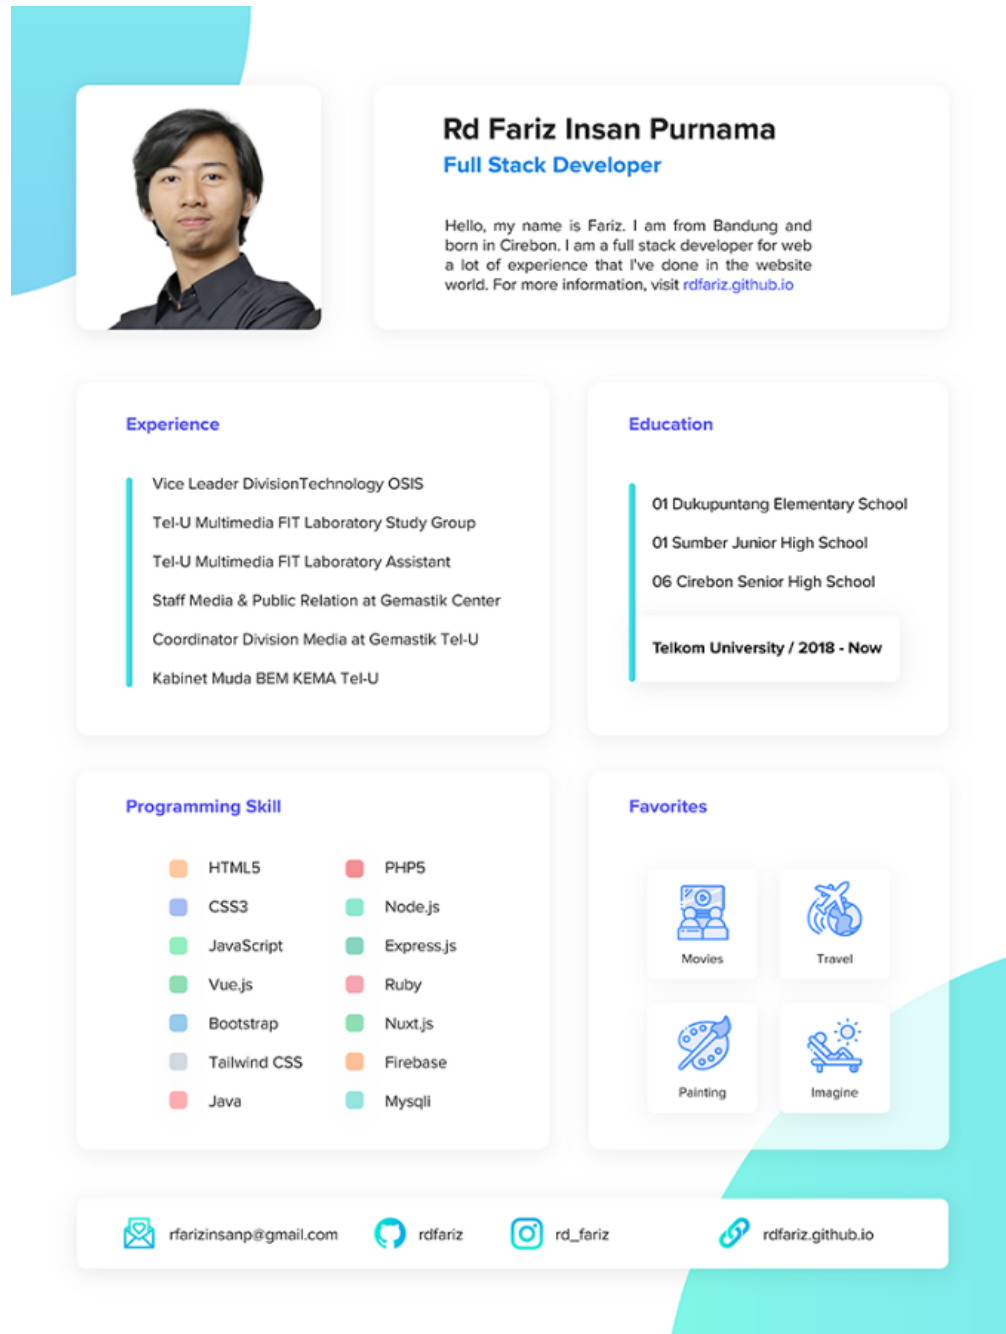 Rd Fariz Insan Purnama
Full Stack Developer
Hello, my name is Fariz. I am from Bandung and
born in Cirebon. I am a full stack developer for web
a lot of experience that I've done in the website
world. For more information, visit rdfariz.github.io
Experience
Vice Leader DivisionTechnology OSIS
Tel-U Multimedia FIT Laboratory Study Group
Tel-U Multimedia FIT Laboratory Assistant
Staff Media & Public Relation at Gemastik Center
Coordinator Division Media at Gemastik Tel-U
Kabinet Muda BEM KEMA Tel-U
Education
01 Dukupuntang Elementary School
01 Sumber Junior High School
06 Cirebon Senior High School
Telkom University / 2018 - Now
Programming Skill
HTML5
CSS3
JavaScript
Vue.js
Bootstrap
Tailwind CSS
Java
PHP5
Node.js
Express.js
Ruby
Nuxt.js
Firebase
Mysqli
Favorites
Movies
Travel
Painting
Imagine
rfarizinsanp@gmail.com
rdfariz
rd_fariz
rdfariz.github.io